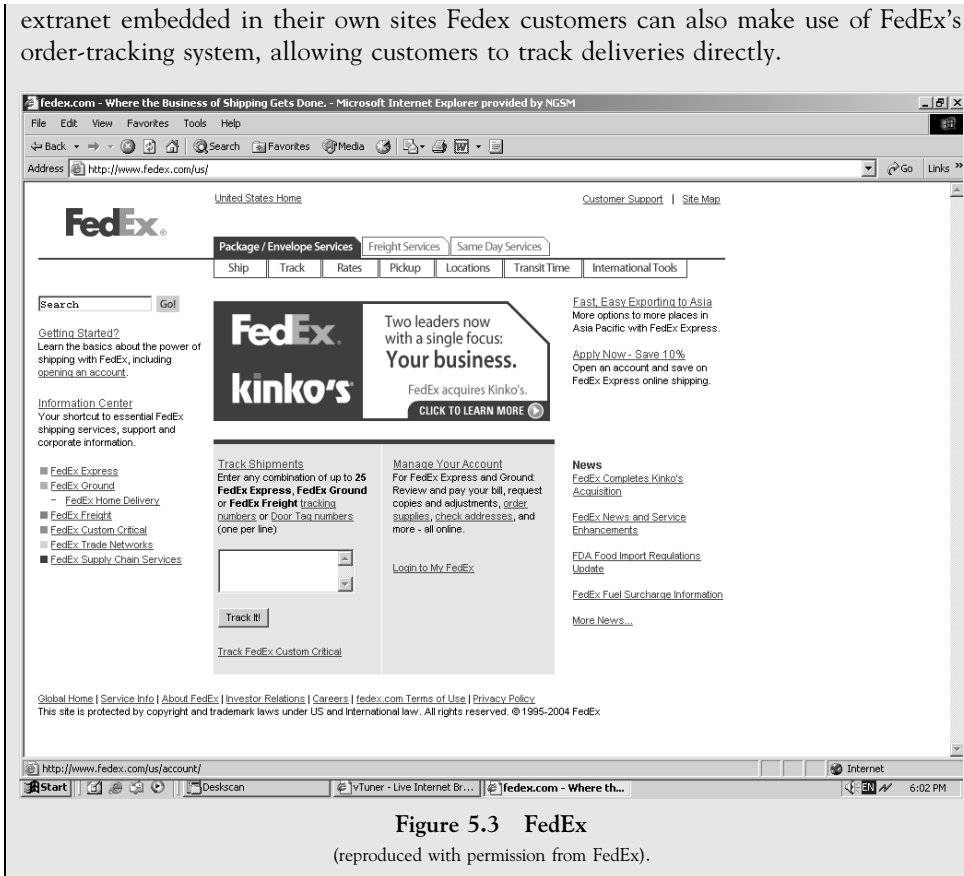 extranet embedded in their own sites Fedex customers can also make use of FedEx's
order-tracking system, allowing customers to track deliveries directly.
fedex.com - Where the Business of Shipping Gets Done. - Microsoft Internet Explorer provided by NGSM
File Edit View Favorites Tools Help
Back Search Favorites Media
Address http://www.fedex.com/us/ Go Links »
United States Home Customer Support | Site Map
FedEx®
Package / Envelope Services Freight Services Same Day Services
Ship Track Rates Pickup Locations Transit Time International Tools
Search Go!
Getting Started?
Learn the basics about the power of
shipping with FedEx, including
opening an account.
Information Center
Your shortcut to essential FedEx
shipping services, support and
corporate information.
FedEx Express
FedEx Ground
– FedEx Home Delivery
FedEx Freight
FedEx Custom Critical
FedEx Trade Networks
FedEx Supply Chain Services
FedEx.
kinko's
Two leaders now
with a single focus:
Your business.
FedEx acquires Kinko's.
CLICK TO LEARN MORE
Fast, Easy Exporting to Asia
More options to more places in
Asia Pacific with FedEx Express.
Apply Now - Save 10%
Open an account and save on
FedEx Express online shipping.
Track Shipments
Enter any combination of up to 25
FedEx Express, FedEx Ground
or FedEx Freight tracking
numbers or Door Tag numbers
(one per line)
Track It!
Track FedEx Custom Critical
Manage Your Account
For FedEx Express and Ground:
Review and pay your bill, request
copies and adjustments, order
supplies, check addresses, and
more - all online.
Login to My FedEx
News
FedEx Completes Kinko's
Acquisition
FedEx News and Service
Enhancements
FDA Food Import Regulations
Update
FedEx Fuel Surcharge Information
More News...
Global Home | Service Info | About FedEx | Investor Relations | Careers | fedex.com Terms of Use | Privacy Policy
This site is protected by copyright and trademark laws under US and International law. All rights reserved. © 1995-2004 FedEx
http://www.fedex.com/us/account/ Internet
Start Deskscan vTuner - Live Internet Br... fedex.com - Where th... EN 6:02 PM
Figure 5.3 FedEx
(reproduced with permission from FedEx).